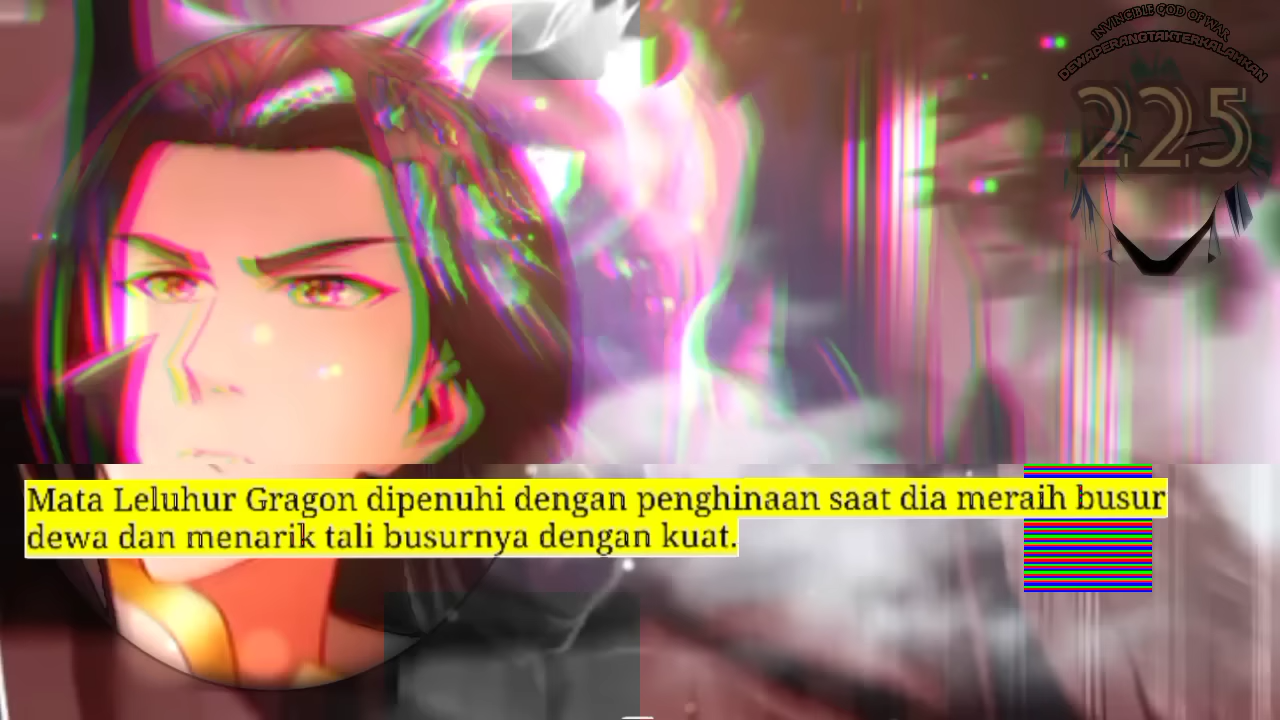 INVINCIBLE GOD OF WAR
DEWAPERANGTAKTERKALAHKAN
225
Mata Leluhur Gragon dipenuhi dengan penghinaan saat dia meraih busur
dewa dan menarik tali busurnya dengan kuat.